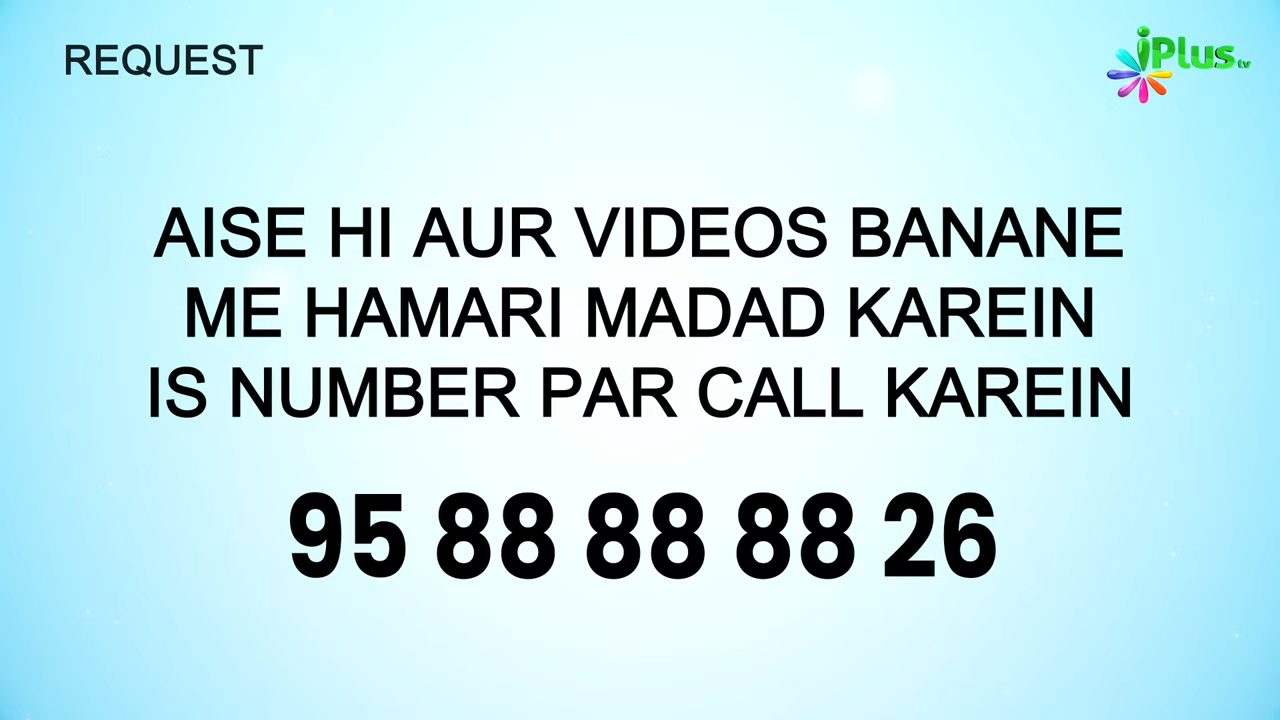 REQUEST
iPlus tv
AISE HI AUR VIDEOS BANANE
ME HAMARI MADAD KAREIN
IS NUMBER PAR CALL KAREIN
95 88 88 88 26